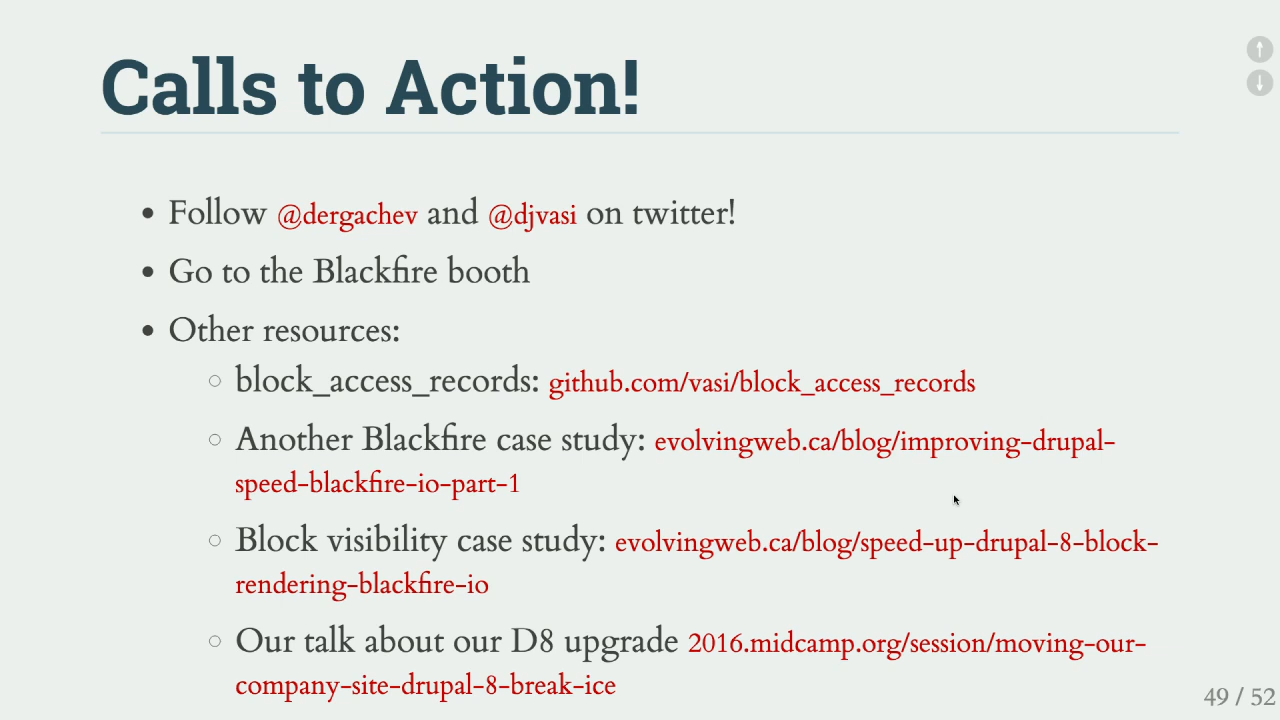 Calls to Action!
• Follow @dergachev and @djvasi on twitter!
• Go to the Blackfire booth
• Other resources:
○ block_access_records: github.com/vasi/block_access_records
○ Another Blackfire case study: evolvingweb.ca/blog/improving-drupal-
speed-blackfire-io-part-1
○ Block visibility case study: evolvingweb.ca/blog/speed-up-drupal-8-block-
rendering-blackfire-io
○ Our talk about our D8 upgrade 2016.midcamp.org/session/moving-our-
company-site-drupal-8-break-ice
49 / 52